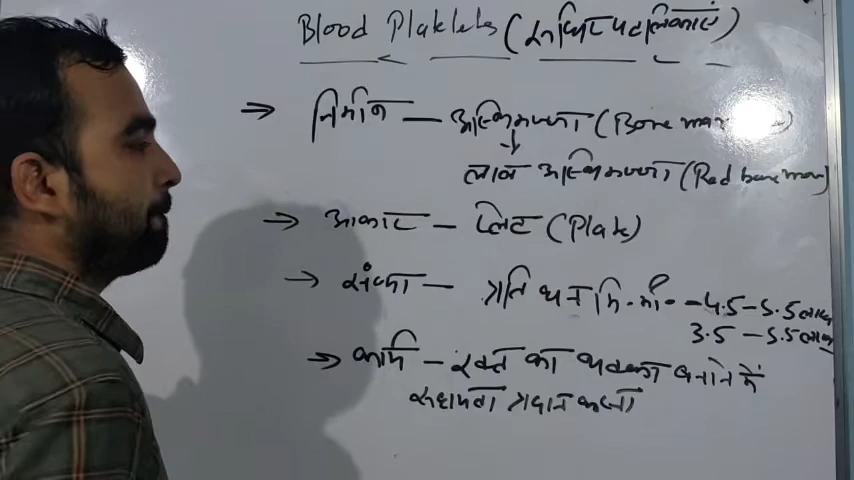 Blood Plaklets (रूधिर पटलिकाएं)
⇒ निर्माण — अस्थिमज्जा (Bone mar
↓
लाल अस्थिमज्जा (Red bone marr)
→ आकार — प्लेट (Plate)
→ संख्या — प्रति घन मि.मी. - 4.5-5.5 लाख
3.5 - 5.5 लाख
→ कार्य - रक्त का थक्का बनाने में
सहायता प्रदान करना